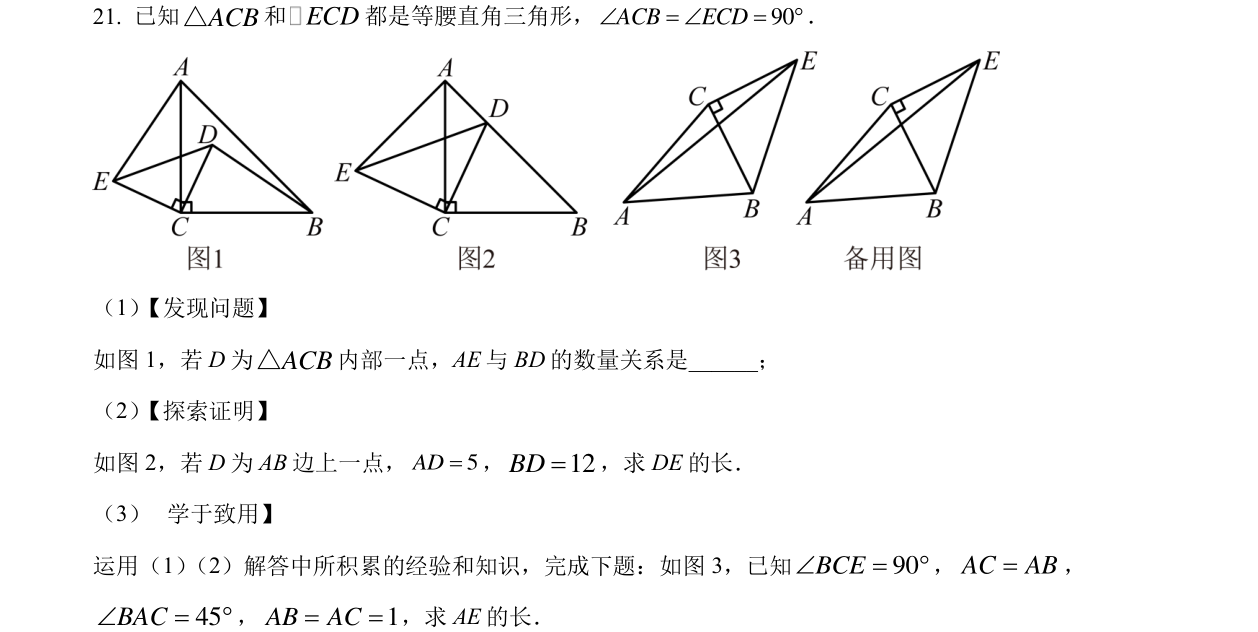 21. 已知△ACB和□ECD都是等腰直角三角形，∠ACB=∠ECD=90°.
A
D
E
C
B
图1
A
D
E
C
B
图2
E
C
A
B
图3
E
C
A
B
备用图
（1）【发现问题】
如图1，若D为△ACB内部一点，AE与BD的数量关系是______；
（2）【探索证明】
如图2，若D为AB边上一点，AD=5，BD=12，求DE的长．
（3） 学于致用】
运用（1）（2）解答中所积累的经验和知识，完成下题：如图3，已知∠BCE=90°，AC=AB，
∠BAC=45°，AB=AC=1，求AE的长．